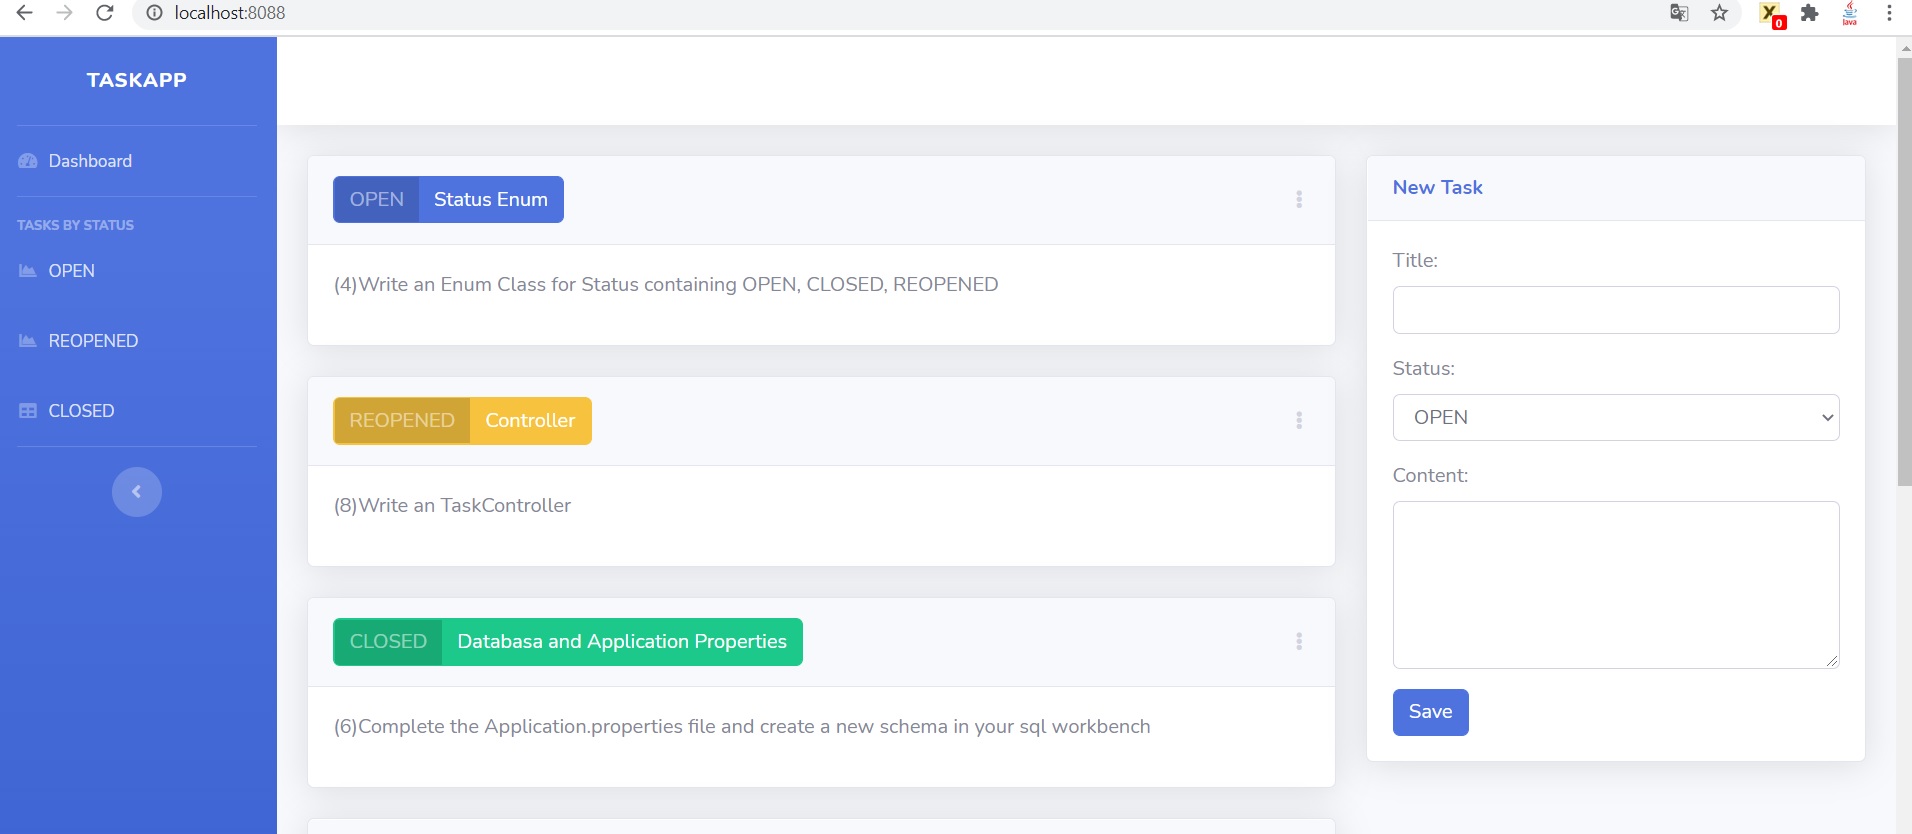 localhost:8088
0
Java
TASKAPP
Dashboard
TASKS BY STATUS
OPEN
REOPENED
CLOSED
OPEN Status Enum
(4)Write an Enum Class for Status containing OPEN, CLOSED, REOPENED
REOPENED Controller
(8)Write an TaskController
CLOSED Databasa and Application Properties
(6)Complete the Application.properties file and create a new schema in your sql workbench
New Task
Title:
Status:
OPEN
Content:
Save